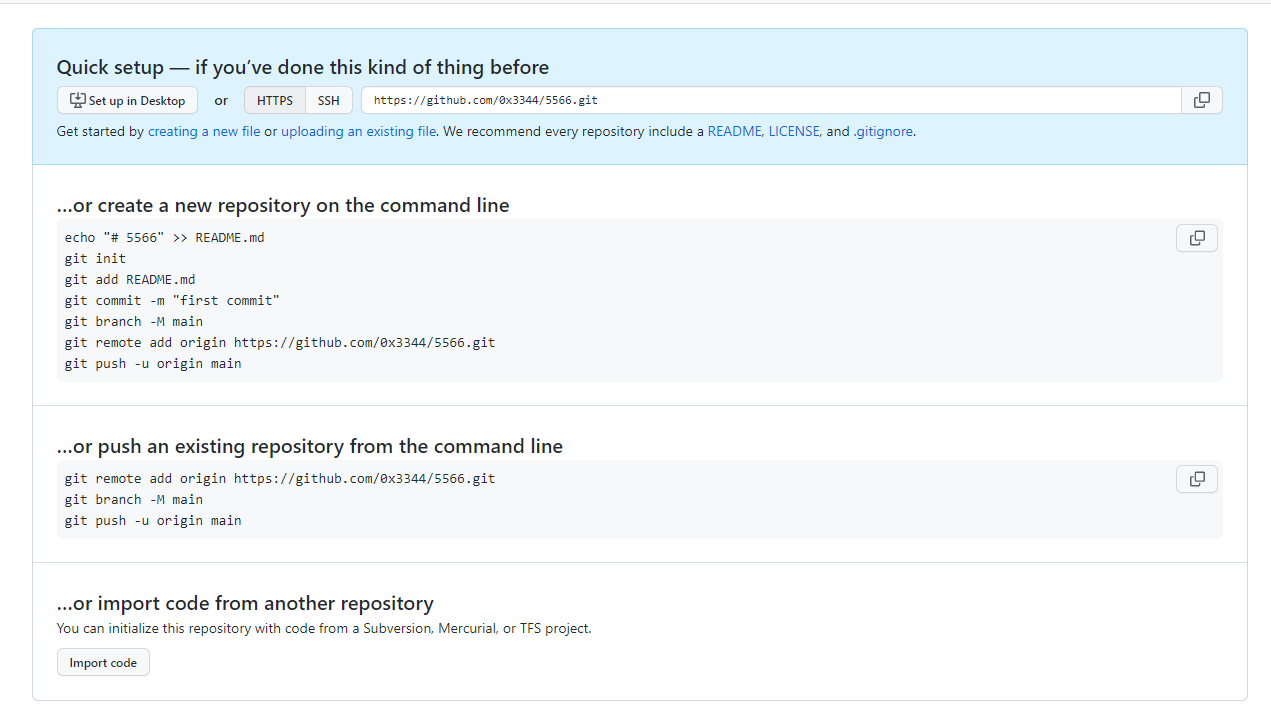 Quick setup — if you’ve done this kind of thing before
Set up in Desktop or HTTPS SSH https://github.com/0x3344/5566.git
Get started by creating a new file or uploading an existing file. We recommend every repository include a README, LICENSE, and .gitignore.
…or create a new repository on the command line
echo "# 5566" >> README.md
git init
git add README.md
git commit -m "first commit"
git branch -M main
git remote add origin https://github.com/0x3344/5566.git
git push -u origin main
…or push an existing repository from the command line
git remote add origin https://github.com/0x3344/5566.git
git branch -M main
git push -u origin main
…or import code from another repository
You can initialize this repository with code from a Subversion, Mercurial, or TFS project.
Import code